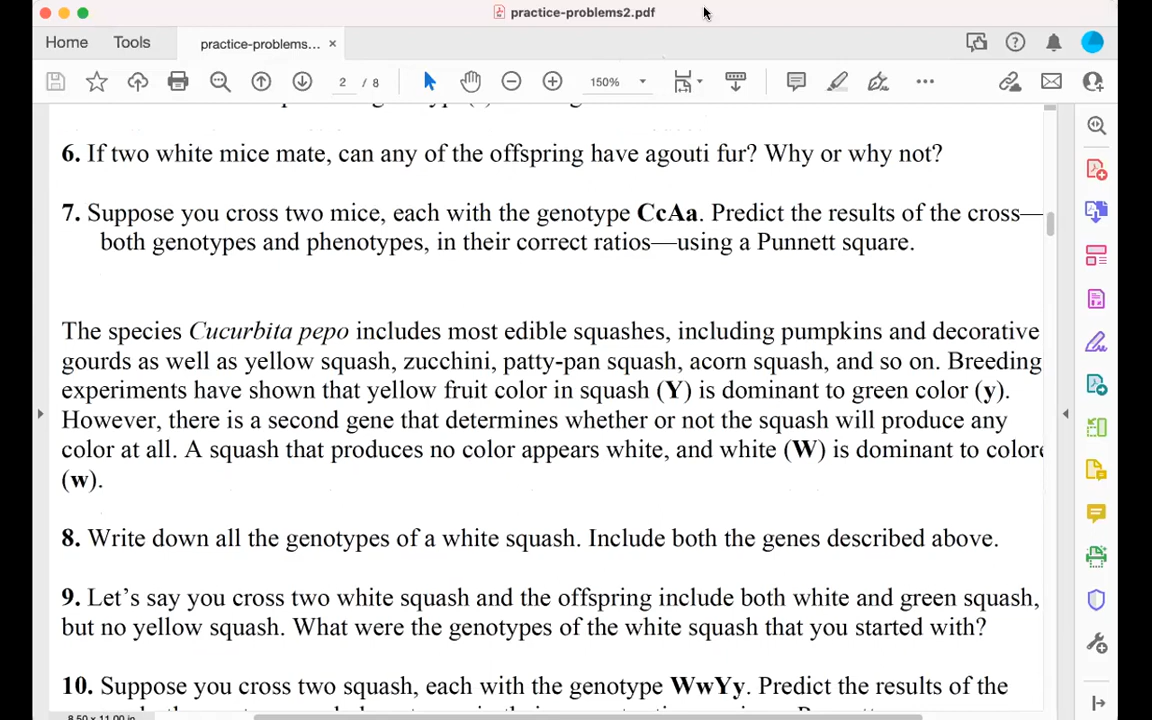 practice-problems2.pdf
Home Tools practice-problems... ×
2 / 8 150%
6. If two white mice mate, can any of the offspring have agouti fur? Why or why not?
7. Suppose you cross two mice, each with the genotype CcAa. Predict the results of the cross—
both genotypes and phenotypes, in their correct ratios—using a Punnett square.
The species Cucurbita pepo includes most edible squashes, including pumpkins and decorative
gourds as well as yellow squash, zucchini, patty-pan squash, acorn squash, and so on. Breeding
experiments have shown that yellow fruit color in squash (Y) is dominant to green color (y).
However, there is a second gene that determines whether or not the squash will produce any
color at all. A squash that produces no color appears white, and white (W) is dominant to colore
(w).
8. Write down all the genotypes of a white squash. Include both the genes described above.
9. Let's say you cross two white squash and the offspring include both white and green squash,
but no yellow squash. What were the genotypes of the white squash that you started with?
10. Suppose you cross two squash, each with the genotype WwYy. Predict the results of the
8.50 x 11.00 in